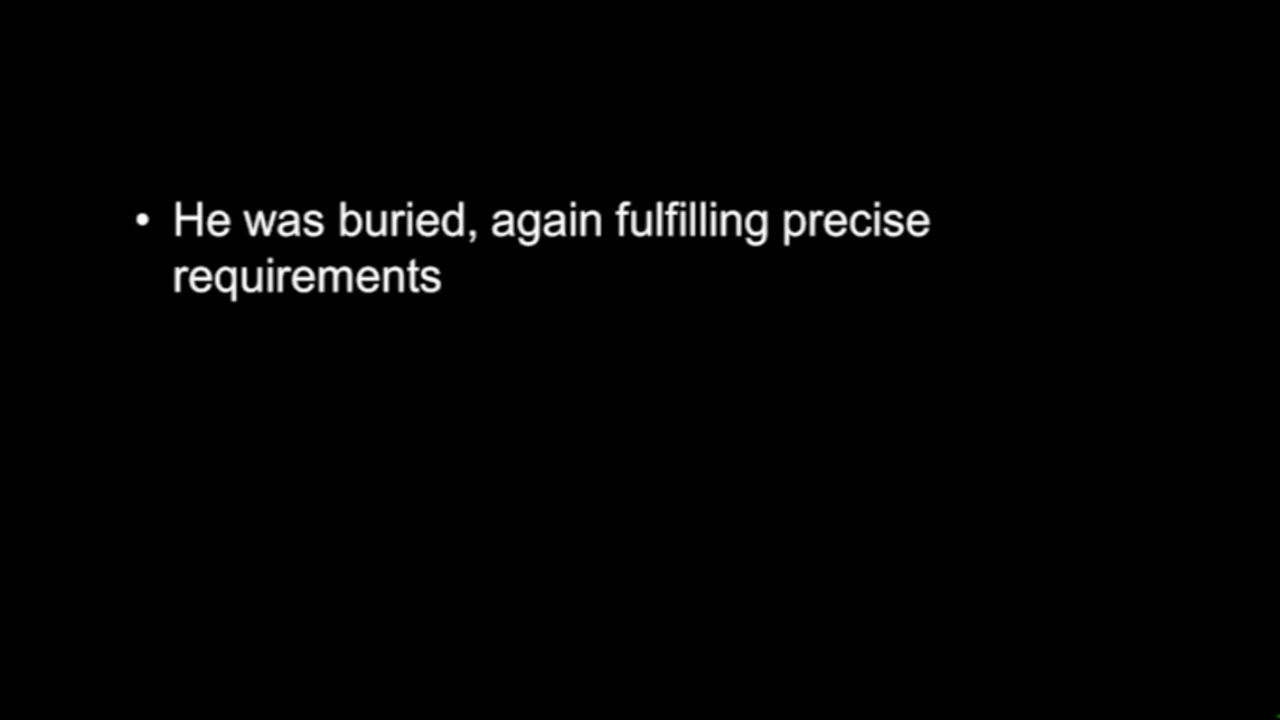 • He was buried, again fulfilling precise
requirements